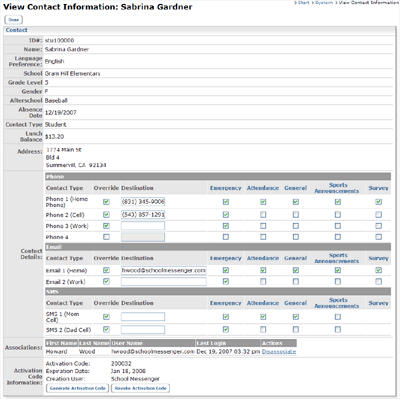 View Contact Information: Sabrina Gardner
Start System View Contact Information
Done
Contact
ID#: stu100000
Name: Sabrina Gardner
Language Preference: English
School Gram Hill Elementary
Grade Level 5
Gender F
Afterschool Baseball
Absence Date 12/19/2007
Contact Type Student
Lunch Balance $13.20
Address: 1774 Main St
Bld 4
Summervill, CA 92134
Contact Details:
Phone
Contact Type Override Destination Emergency Attendance General Sports Announcements Survey
Phone 1 (Home Phone) (831) 345-9006
Phone 2 (Cell) (543) 857-1291
Phone 3 (Work)
Phone 4
Email
Contact Type Override Destination Emergency Attendance General Sports Announcements Survey
Email 1 (Home) hwood@schoolmessenger.com
Email 2 (Work)
SMS
Contact Type Override Destination Emergency Attendance General Sports Announcements Survey
SMS 1 (Mom Cell)
SMS 2 (Dad Cell)
Associations: First Name Last Name User Name Last Login Actions
Howard Wood hwood@schoolmessenger.com Dec 19, 2007 03:32 pm Disassociate
Activation Code Information:
Activation Code: 200032
Expiration Date: Jan 18, 2008
Creation User: School Messenger
Generate Activation Code Revoke Activation Code